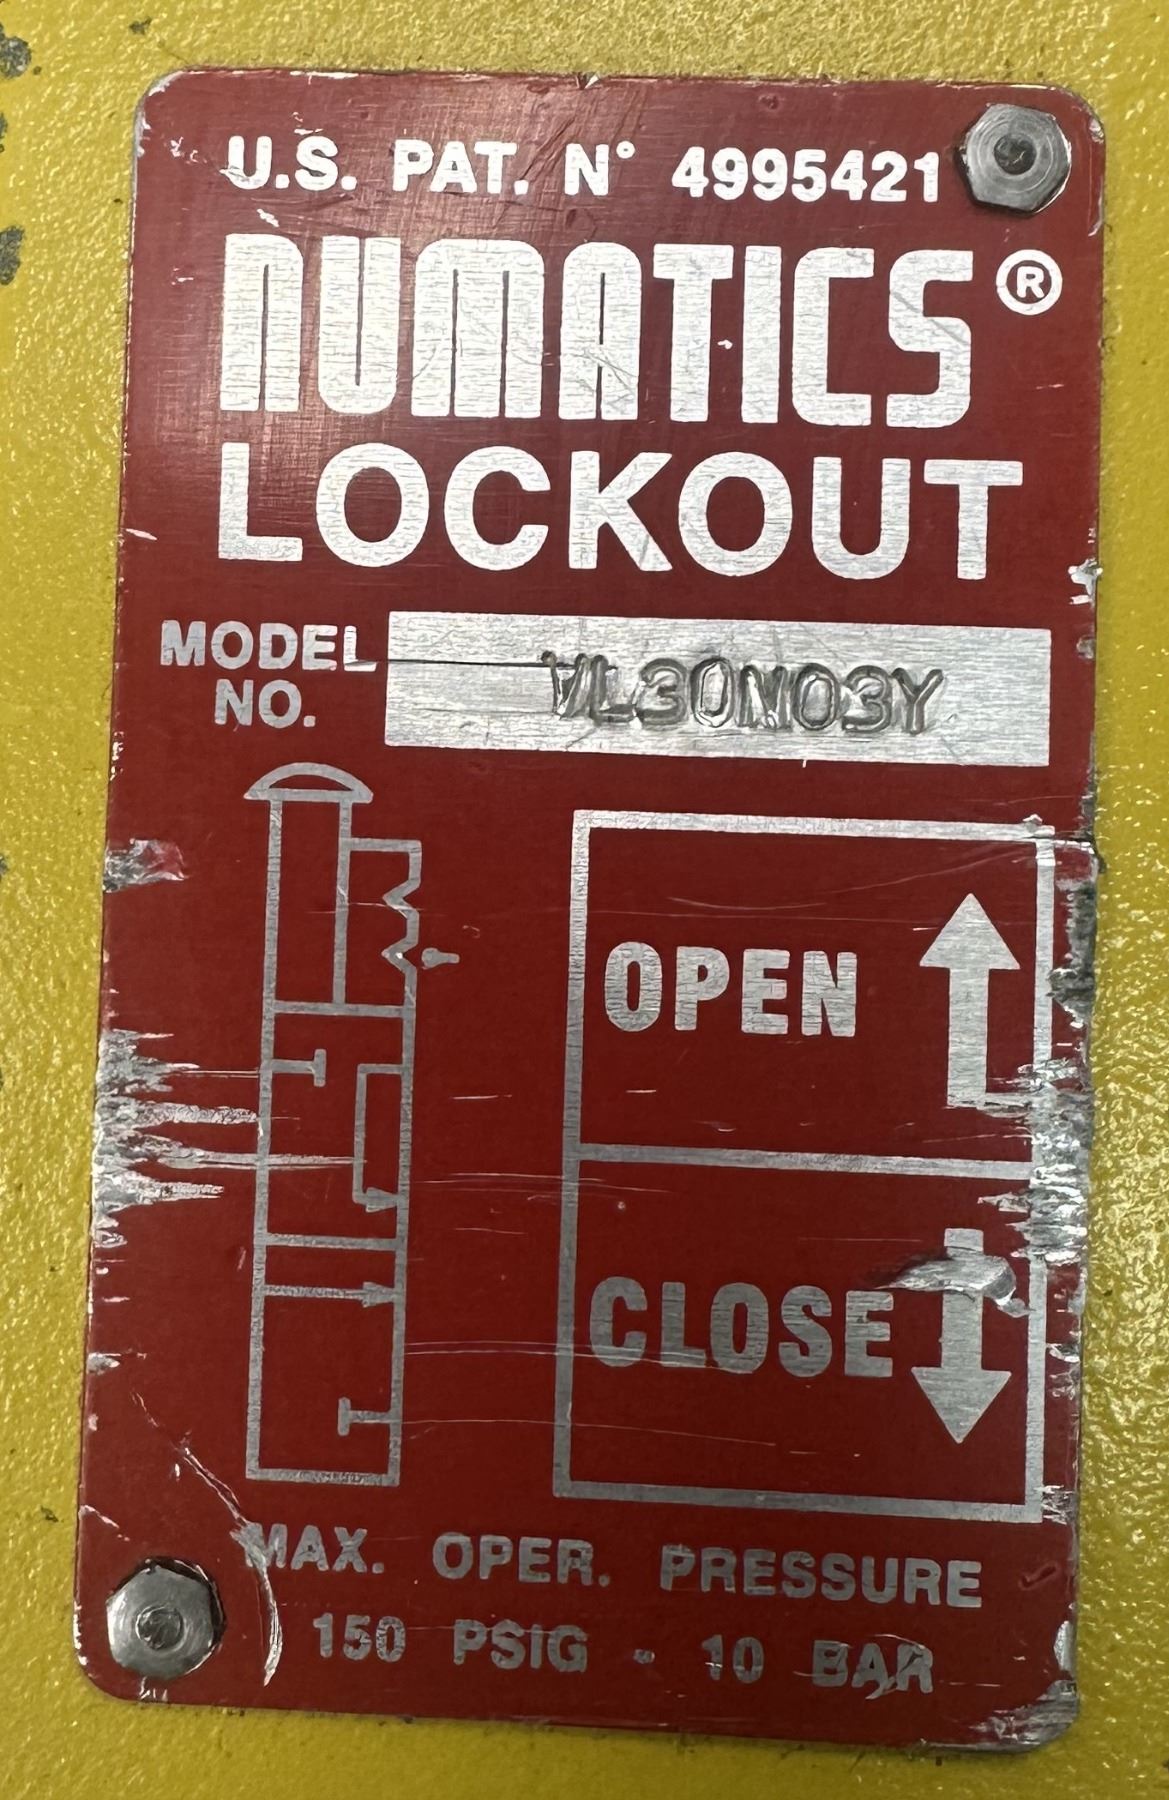 U.S. PAT. N° 4995421
NUMATICS®
LOCKOUT
MODEL NO. VL30N03Y
OPEN
CLOSE
MAX. OPER. PRESSURE
150 PSIG - 10 BAR